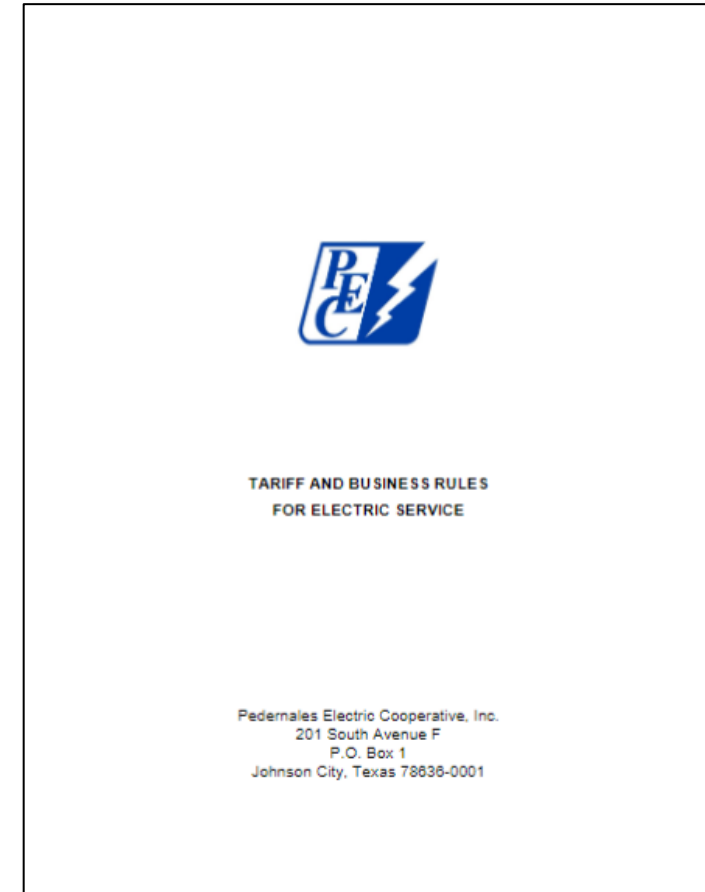 PEC
TARIFF AND BUSINESS RULES
FOR ELECTRIC SERVICE
Pedernales Electric Cooperative, Inc.
201 South Avenue F
P.O. Box 1
Johnson City, Texas 78636-0001